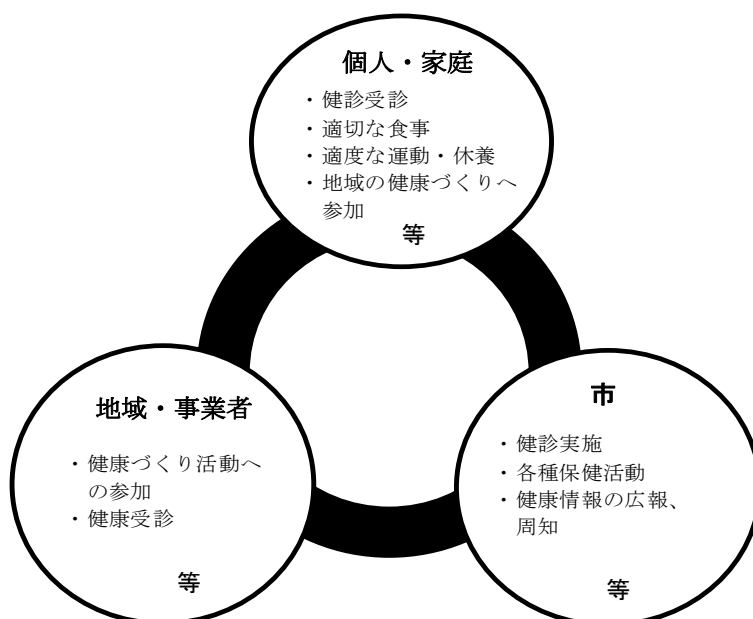 個人・家庭
・健診受診
・適切な食事
・適度な運動・休養
・地域の健康づくりへ
参加
等
地域・事業者
・健康づくり活動へ
の参加
・健康受診
等
市
・健診実施
・各種保健活動
・健康情報の広報、
周知
等